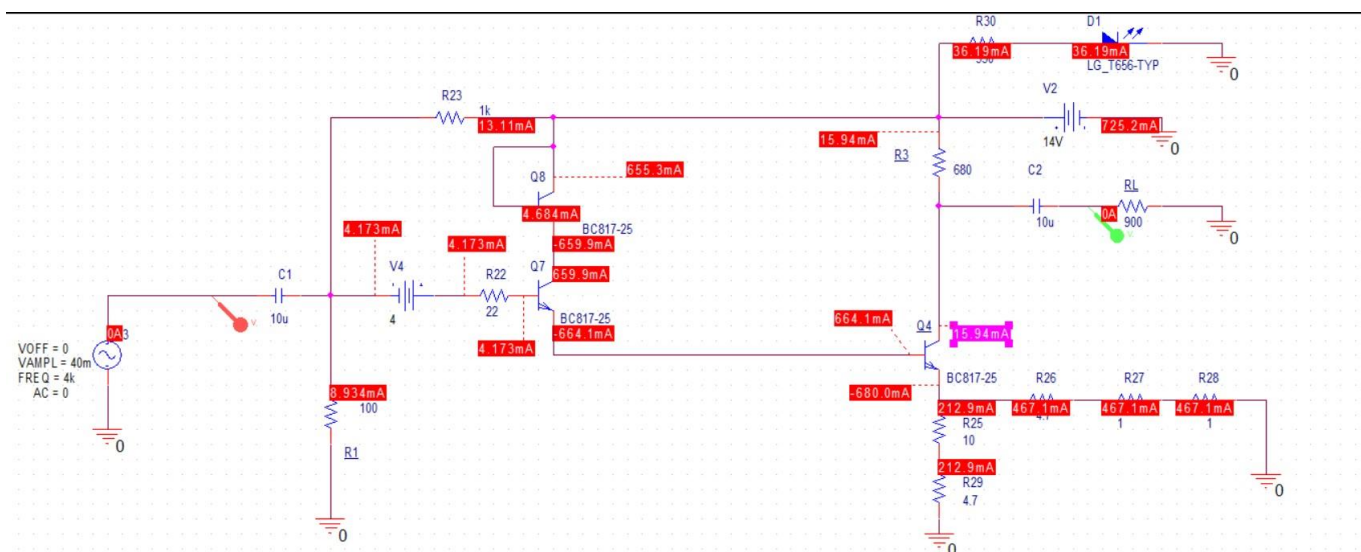 R30
D1
36.19mA
36.19mA
LG_T656-TYP
0
R23
1k
13.11mA
V2
725.2mA
14V
0
15.94mA
R3
680
655.3mA
Q8
4.684mA
BC817-25
-659.9mA
C2
10u
RL
0A
900
0
4.173mA
4.173mA
C1
10u
V4
4
R22
22
Q7
659.9mA
BC817-25
-664.1mA
4.173mA
664.1mA
Q4
15.94mA
0A
3
VOFF = 0
VAMPL = 40m
FREQ = 4k
AC = 0
0
8.934mA
100
R1
0
BC817-25
-680.0mA
R26
R27
R28
212.9mA
467.1mA
467.1mA
467.1mA
4.7
1
1
R25
10
212.9mA
R29
4.7
0
0